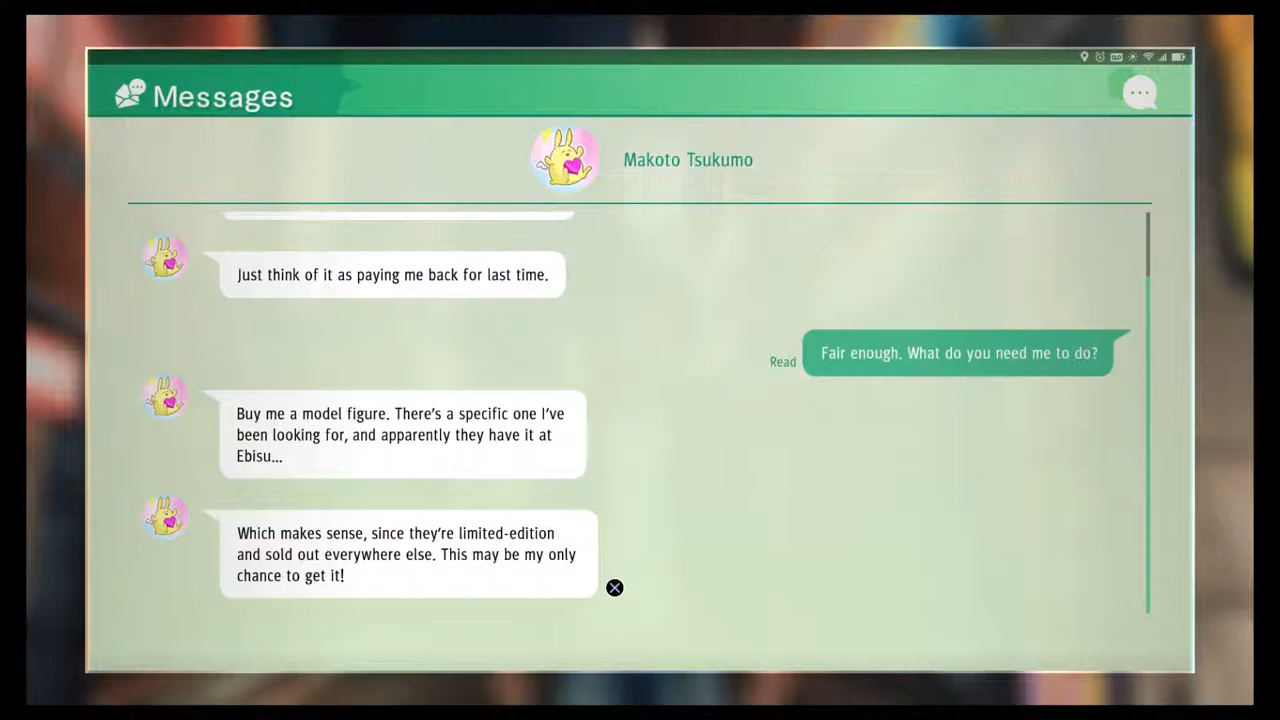 Messages
Makoto Tsukumo
Just think of it as paying me back for last time.
Fair enough. What do you need me to do?
Read
Buy me a model figure. There's a specific one I've
been looking for, and apparently they have it at
Ebisu...
Which makes sense, since they're limited-edition
and sold out everywhere else. This may be my only
chance to get it!